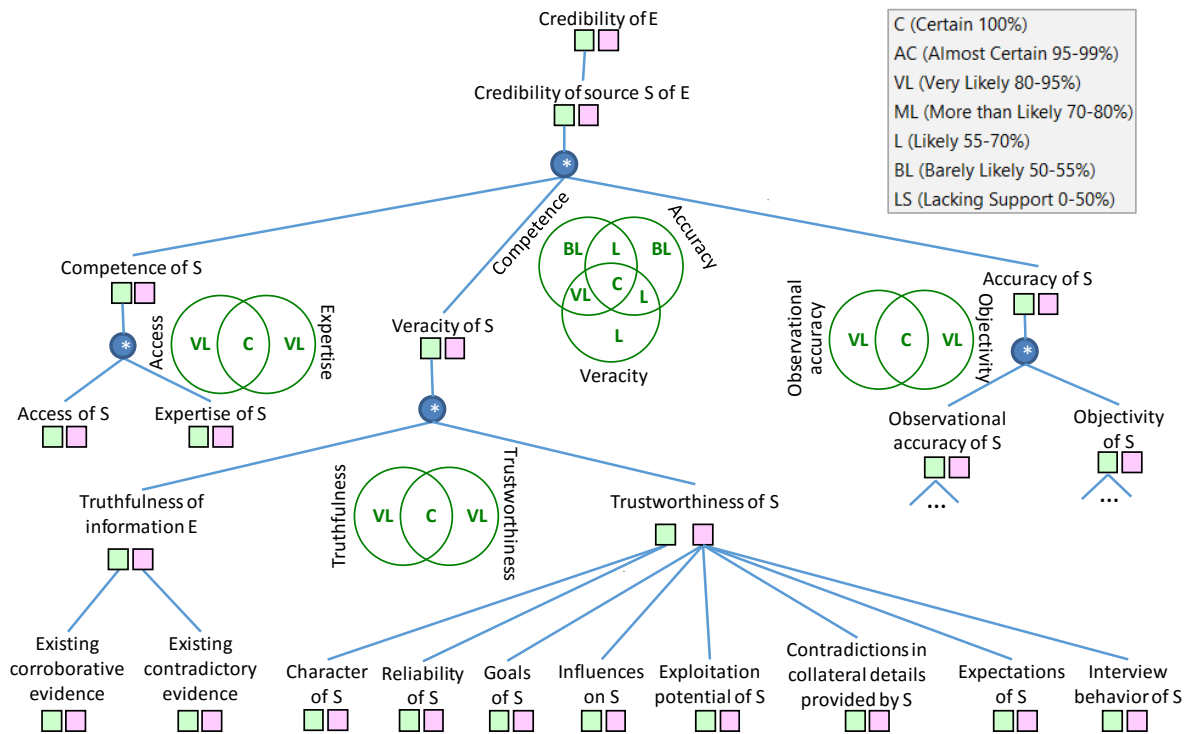 Credibility of E
C (Certain 100%)
AC (Almost Certain 95-99%)
VL (Very Likely 80-95%)
ML (More than Likely 70-80%)
L (Likely 55-70%)
BL (Barely Likely 50-55%)
LS (Lacking Support 0-50%)
Credibility of source S of E
*
Competence
Accuracy
BL
L
BL
VL
C
L
L
Veracity
Competence of S
*
Access
VL
C
VL
Expertise
Access of S
Expertise of S
Veracity of S
*
Accuracy of S
*
Observational
accuracy
VL
C
VL
Objectivity
Observational
accuracy of S
...
Objectivity
of S
...
Truthfulness of
information E
Truthfulness
VL
C
VL
Trustworthiness
Trustworthiness of S
Existing
corroborative
evidence
Existing
contradictory
evidence
Character
of S
Reliability
of S
Goals
of S
Influences
on S
Exploitation
potential of S
Contradictions in
collateral details
provided by S
Expectations
of S
Interview
behavior of S